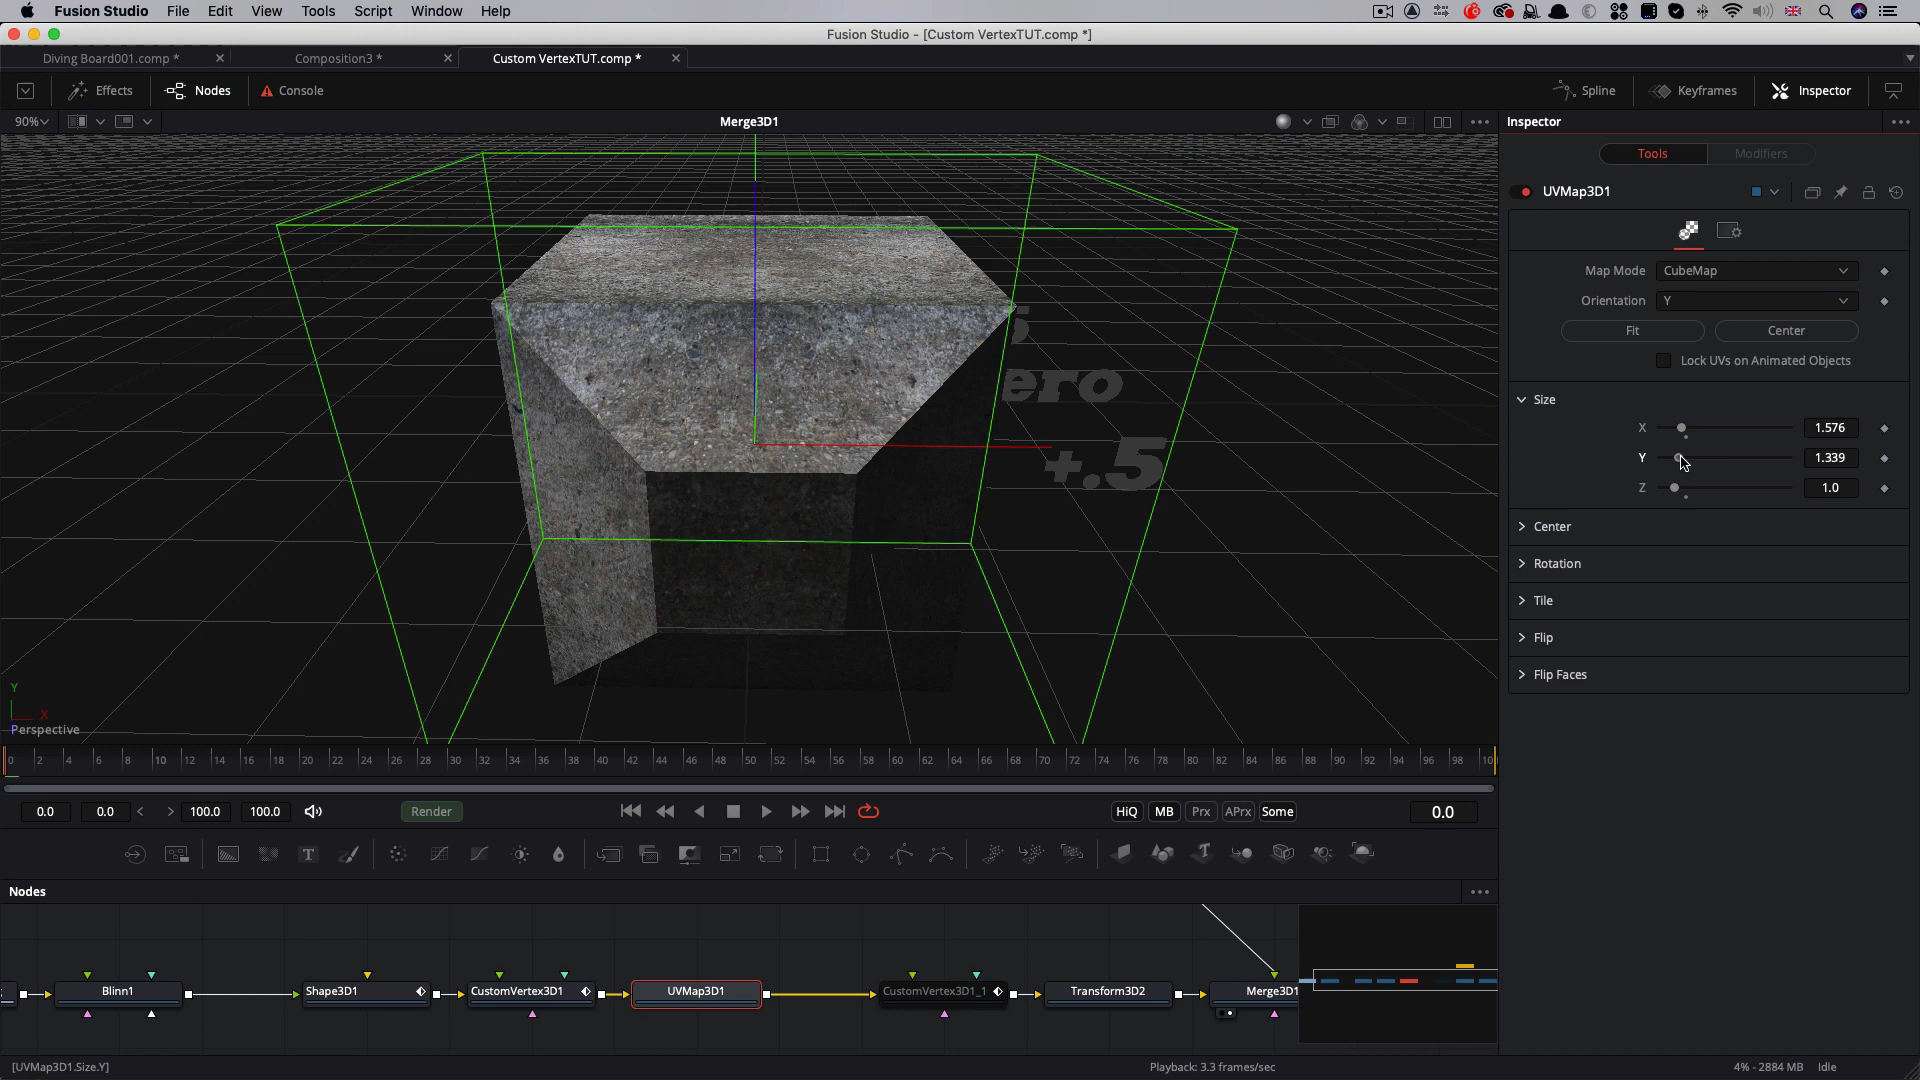 Fusion Studio File Edit View Tools Script Window Help
Fusion Studio - [Custom VertexTUT.comp *]
Diving Board001.comp * Composition3 * Custom VertexTUT.comp *
Effects Nodes Console Spline Keyframes Inspector
90% Merge3D1 Inspector
Tools Modifiers
UVMap3D1
Map Mode CubeMap
Orientation Y
Fit Center
Lock UVs on Animated Objects
Size
X 1.576
Y 1.339
Z 1.0
Center
Rotation
Tile
Flip
Flip Faces
5
ero
+.5
Y
X
Perspective
0 2 4 6 8 10 12 14 16 18 20 22 24 26 28 30 32 34 36 38 40 42 44 46 48 50 52 54 56 58 60 62 64 66 68 70 72 74 76 78 80 82 84 86 88 90 92 94 96 98 10
0.0 0.0 < > 100.0 100.0 Render HiQ MB Prx APrx Some 0.0
Nodes
Blinn1 Shape3D1 CustomVertex3D1 UVMap3D1 CustomVertex3D1_1 Transform3D2 Merge3D1
[UVMap3D1.Size.Y] Playback: 3.3 frames/sec 4% - 2884 MB Idle